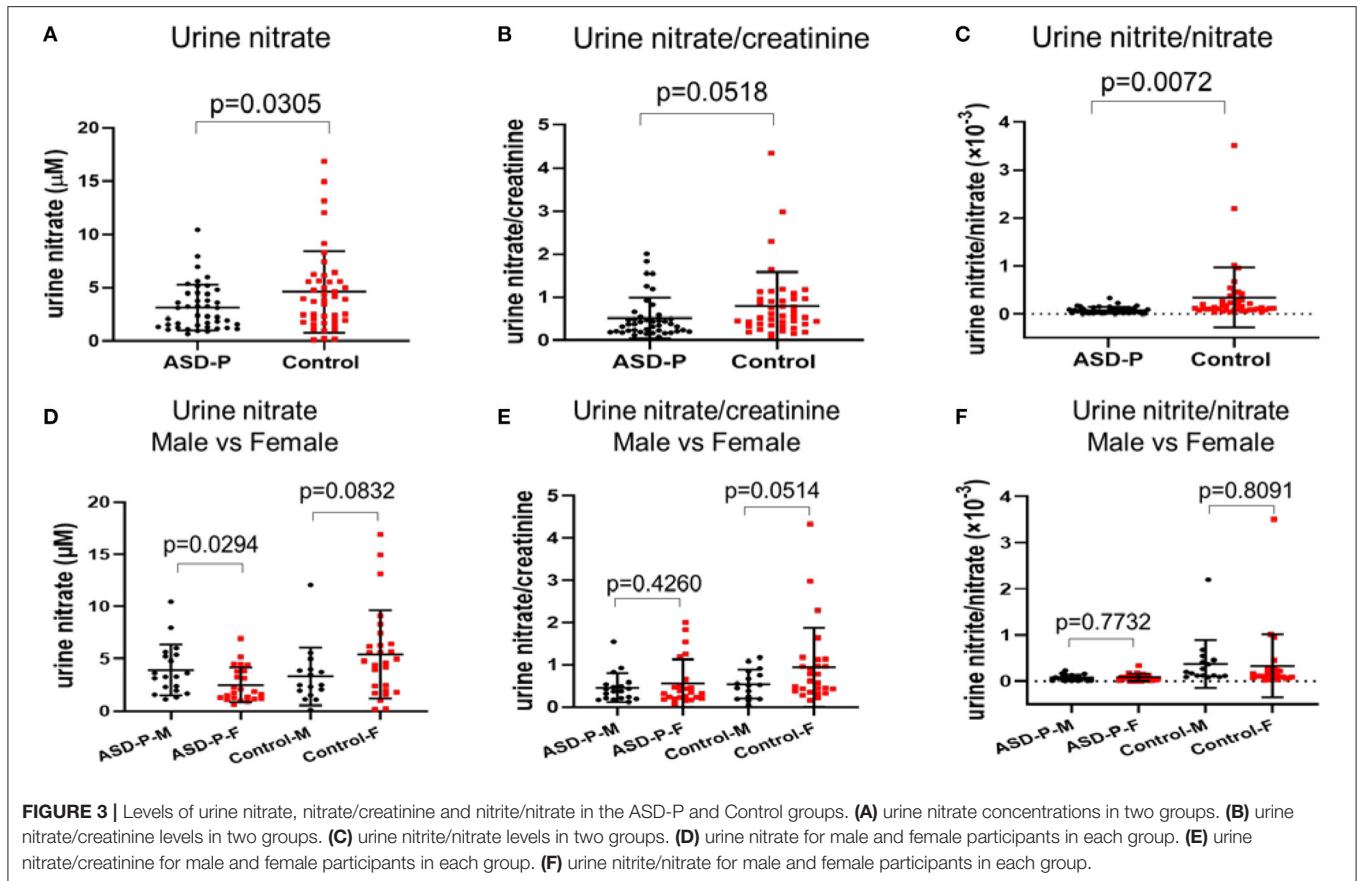 A
Urine nitrate
p=0.0305
urine nitrate (μM)
20
15
10
5
0
ASD-P
Control
B
Urine nitrate/creatinine
p=0.0518
urine nitrate/creatinine
5
4
3
2
1
0
ASD-P
Control
C
Urine nitrite/nitrate
p=0.0072
urine nitrite/nitrate (×10⁻³)
4
2
0
ASD-P
Control
D
Urine nitrate
Male vs Female
p=0.0832
p=0.0294
urine nitrate (μM)
20
15
10
5
0
ASD-P-M
ASD-P-F
Control-M
Control-F
E
Urine nitrate/creatinine
Male vs Female
p=0.0514
p=0.4260
urine nitrate/creatinine
5
4
3
2
1
0
ASD-P-M
ASD-P-F
Control-M
Control-F
F
Urine nitrite/nitrate
Male vs Female
p=0.8091
p=0.7732
urine nitrite/nitrate (×10⁻³)
4
2
0
ASD-P-M
ASD-P-F
Control-M
Control-F
FIGURE 3 | Levels of urine nitrate, nitrate/creatinine and nitrite/nitrate in the ASD-P and Control groups. (A) urine nitrate concentrations in two groups. (B) urine
nitrate/creatinine levels in two groups. (C) urine nitrite/nitrate levels in two groups. (D) urine nitrate for male and female participants in each group. (E) urine
nitrate/creatinine for male and female participants in each group. (F) urine nitrite/nitrate for male and female participants in each group.